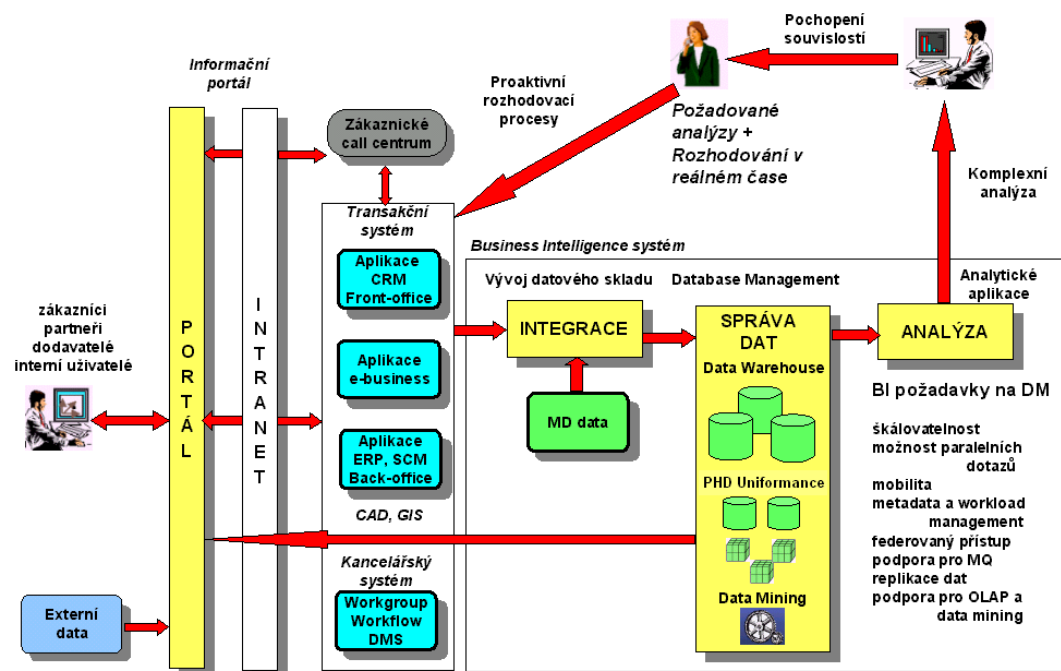 Informační
portál
Proaktivní
rozhodovací
procesy
Pochopení
souvislostí
Požadované
analýzy +
Rozhodování v
reálném čase
Komplexní
analýza
Zákaznické
call centrum
zákazníci
partneři
dodavatelé
interní uživatelé
PORTÁL
INTRANET
Transakční
systém
Aplikace
CRM
Front-office
Aplikace
e-business
Aplikace
ERP, SCM
Back-office
CAD, GIS
Kancelářský
systém
Workgroup
Workflow
DMS
Externí
data
Business Intelligence systém
Vývoj datového skladu
INTEGRACE
MD data
Database Management
SPRÁVA
DAT
Data Warehouse
PHD Uniformance
Data Mining
Analytické
aplikace
ANALÝZA
BI požadavky na DM
škálovatelnost
možnost paralelních
dotazů
mobilita
metadata a workload
management
federovaný přístup
podpora pro MQ
replikace dat
podpora pro OLAP a
data mining